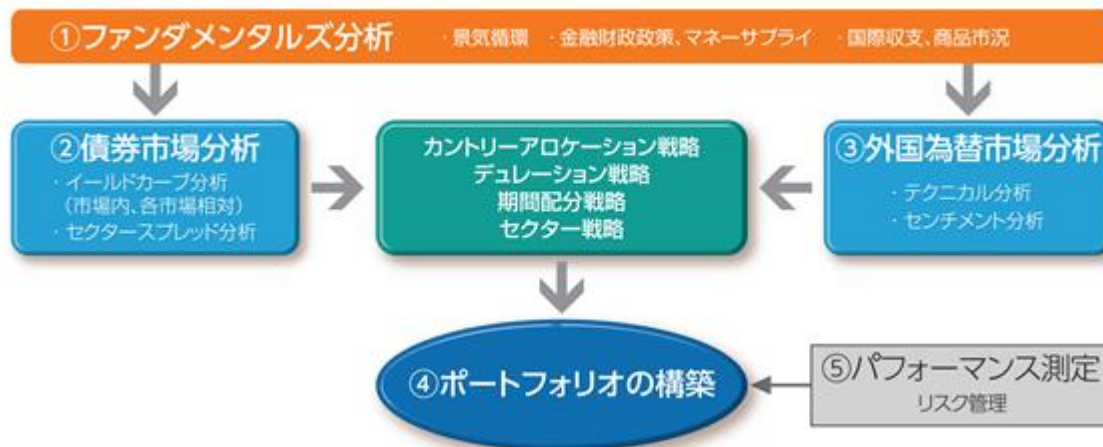 ①ファンダメンタルズ分析 ・景気循環 ・金融財政政策、マネーサプライ ・国際収支、商品市況
②債券市場分析
・イールドカーブ分析
(市場内、各市場相対)
・セクタースプレッド分析
カントリーアロケーション戦略
デュレーション戦略
期間配分戦略
セクター戦略
③外国為替市場分析
・テクニカル分析
・センチメント分析
④ポートフォリオの構築
⑤パフォーマンス測定
リスク管理